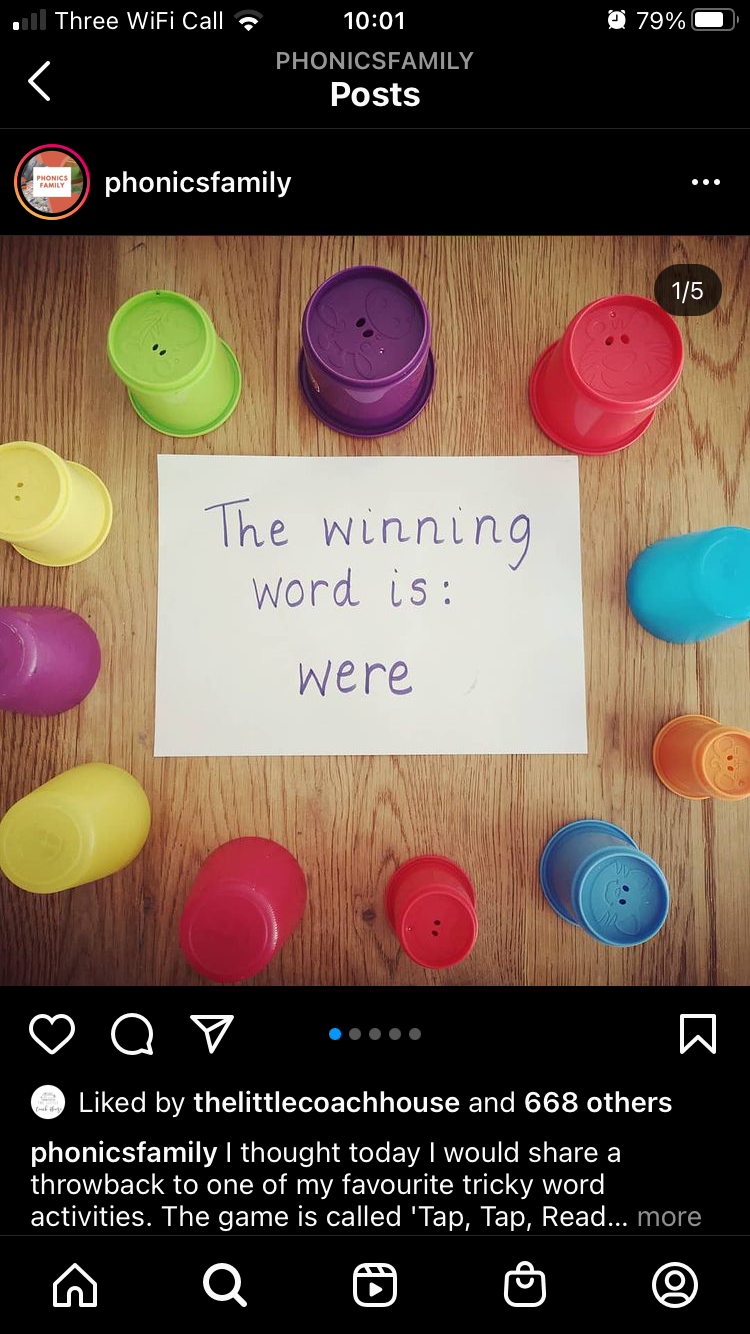 Three WiFi Call 10:01 79%
PHONICSFAMILY
Posts
PHONICS
FAMILY
phonicsfamily
1/5
The winning
word is:
were
Liked by thelittlecoachhouse and 668 others
phonicsfamily I thought today I would share a
throwback to one of my favourite tricky word
activities. The game is called 'Tap, Tap, Read... more